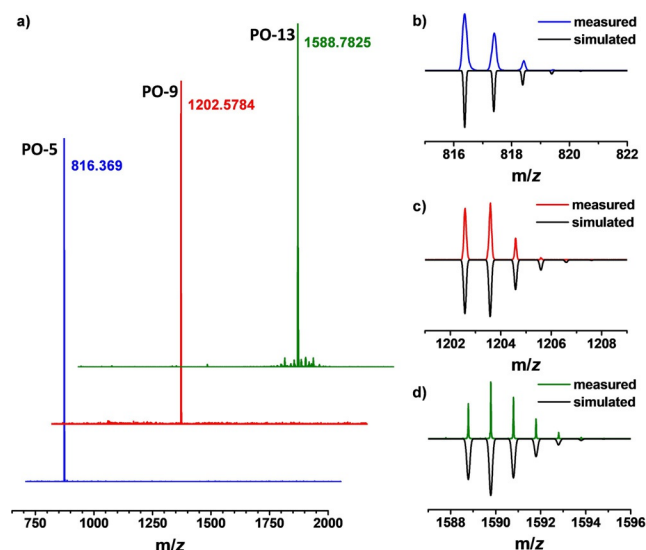 a)
PO-13
1588.7825
PO-9
1202.5784
PO-5
816.369
750 1000 1250 1500 1750 2000
m/z
b)
measured
simulated
816 818 820 822
m/z
c)
measured
simulated
1202 1204 1206 1208
m/z
d)
measured
simulated
1588 1590 1592 1594 1596
m/z